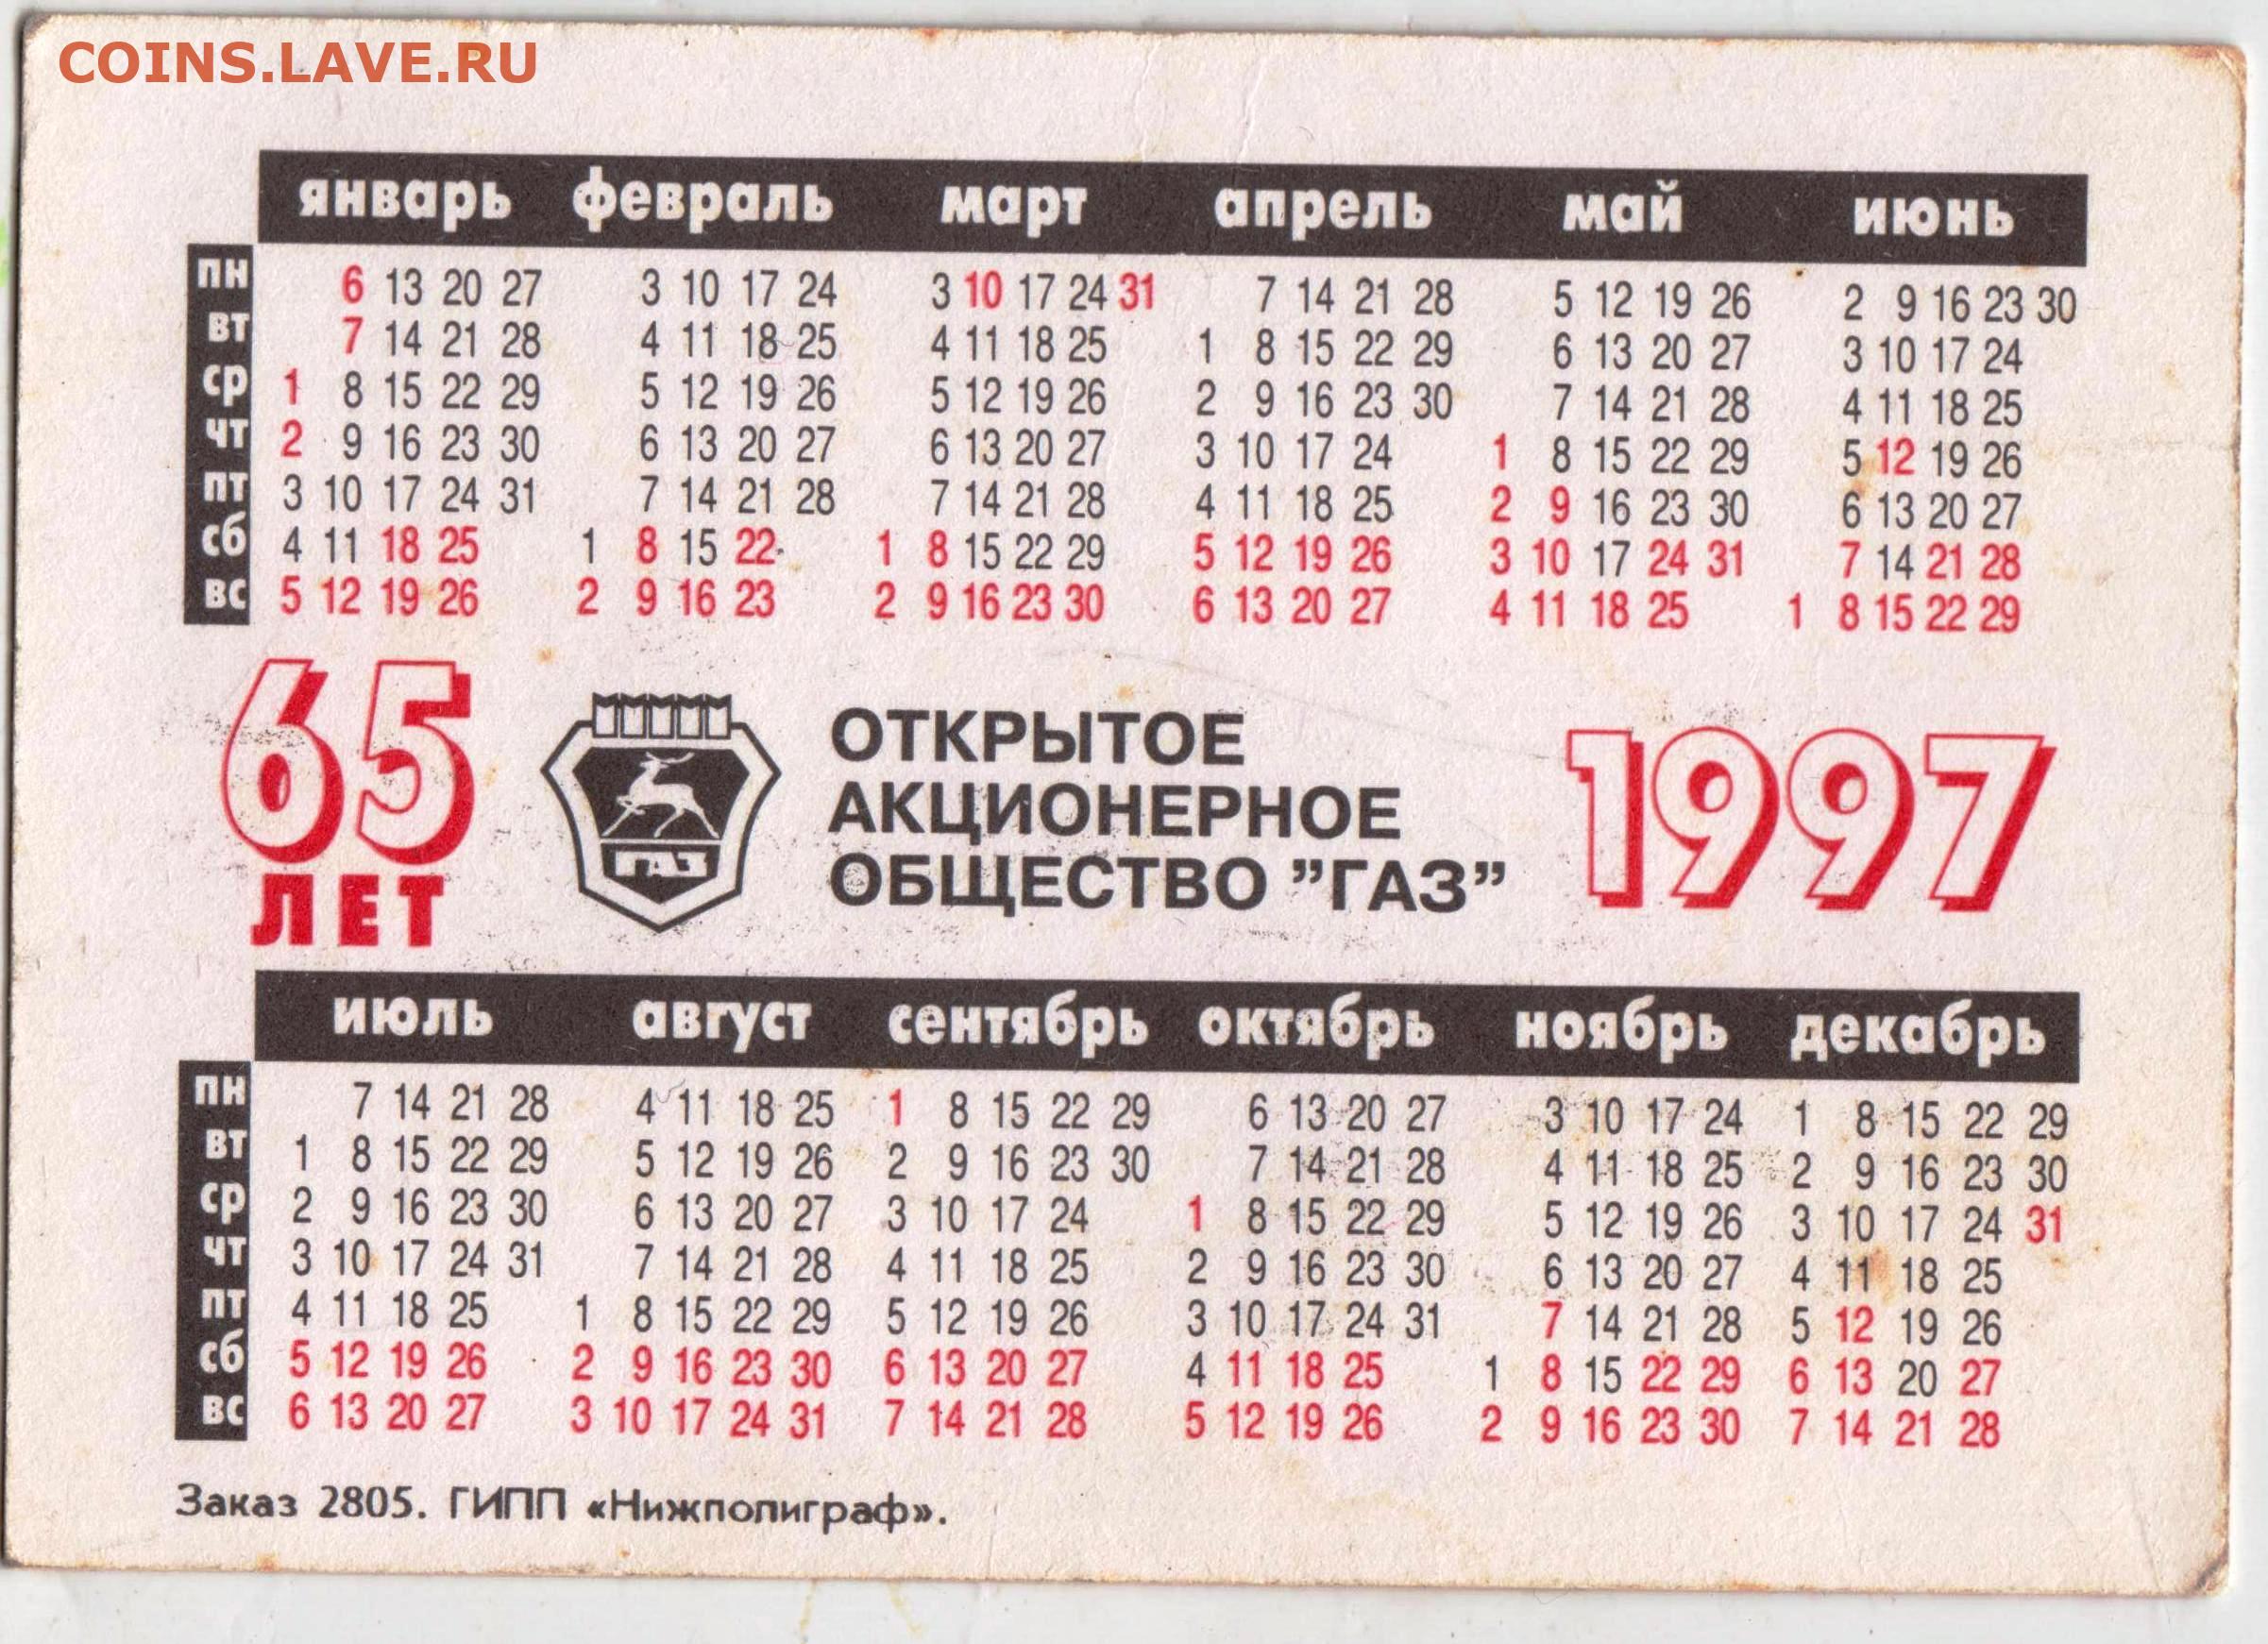 COINS.LAVE.RU
январь февраль март апрель май июнь
пн 6 13 20 27 3 10 17 24 3 10 17 24 31 7 14 21 28 5 12 19 26 2 9 16 23 30
вт 7 14 21 28 4 11 18 25 4 11 18 25 1 8 15 22 29 6 13 20 27 3 10 17 24
ср 1 8 15 22 29 5 12 19 26 5 12 19 26 2 9 16 23 30 7 14 21 28 4 11 18 25
чт 2 9 16 23 30 6 13 20 27 6 13 20 27 3 10 17 24 1 8 15 22 29 5 12 19 26
пт 3 10 17 24 31 7 14 21 28 7 14 21 28 4 11 18 25 2 9 16 23 30 6 13 20 27
сб 4 11 18 25 1 8 15 22 1 8 15 22 29 5 12 19 26 3 10 17 24 31 7 14 21 28
вс 5 12 19 26 2 9 16 23 2 9 16 23 30 6 13 20 27 4 11 18 25 1 8 15 22 29
65
ЛЕТ
ГАЗ
ОТКРЫТОЕ
АКЦИОНЕРНОЕ
ОБЩЕСТВО "ГАЗ"
1997
июль август сентябрь октябрь ноябрь декабрь
пн 7 14 21 28 4 11 18 25 1 8 15 22 29 6 13 20 27 3 10 17 24 1 8 15 22 29
вт 1 8 15 22 29 5 12 19 26 2 9 16 23 30 7 14 21 28 4 11 18 25 2 9 16 23 30
ср 2 9 16 23 30 6 13 20 27 3 10 17 24 1 8 15 22 29 5 12 19 26 3 10 17 24 31
чт 3 10 17 24 31 7 14 21 28 4 11 18 25 2 9 16 23 30 6 13 20 27 4 11 18 25
пт 4 11 18 25 1 8 15 22 29 5 12 19 26 3 10 17 24 31 7 14 21 28 5 12 19 26
сб 5 12 19 26 2 9 16 23 30 6 13 20 27 4 11 18 25 1 8 15 22 29 6 13 20 27
вс 6 13 20 27 3 10 17 24 31 7 14 21 28 5 12 19 26 2 9 16 23 30 7 14 21 28
Заказ 2805. ГИПП «Нижполиграф».